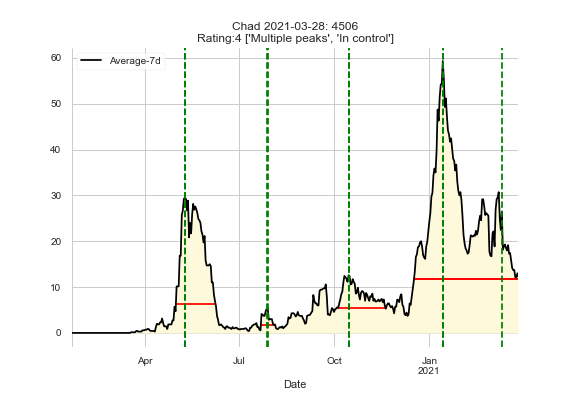 Chad 2021-03-28: 4506
Rating:4 ['Multiple peaks', 'In control']
Average-7d
60
50
40
30
20
10
0
Apr
Jul
Oct
Jan
2021
Date